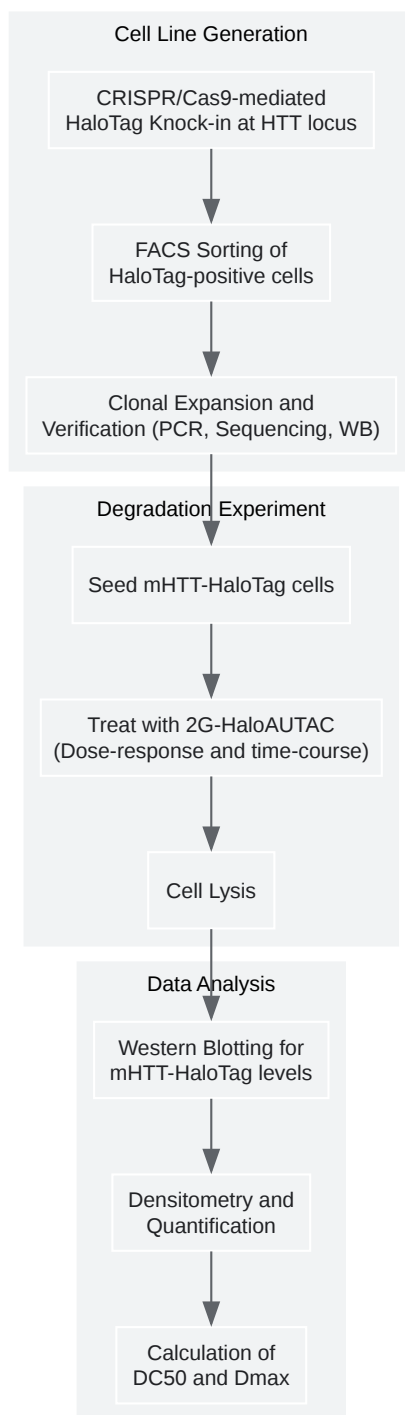 Cell Line Generation
CRISPR/Cas9-mediated
HaloTag Knock-in at HTT locus
FACS Sorting of
HaloTag-positive cells
Clonal Expansion and
Verification (PCR, Sequencing, WB)
Degradation Experiment
Seed mHTT-HaloTag cells
Treat with 2G-HaloAUTAC
(Dose-response and time-course)
Cell Lysis
Data Analysis
Western Blotting for
mHTT-HaloTag levels
Densitometry and
Quantification
Calculation of
DC50 and Dmax